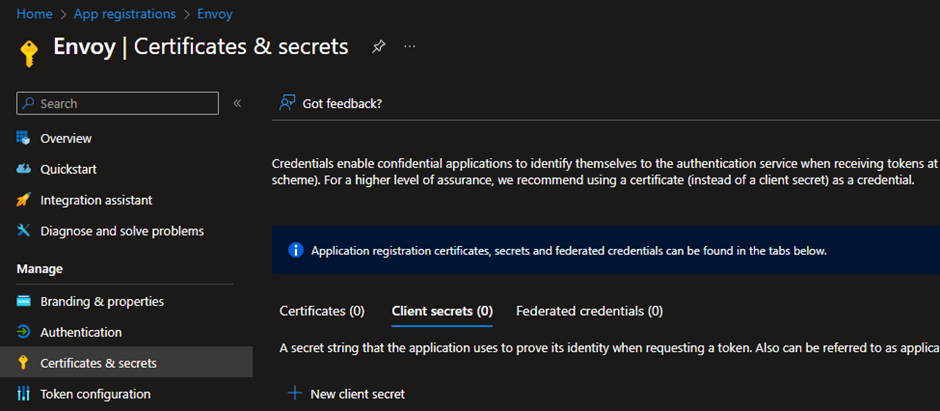 Home > App registrations > Envoy
Envoy | Certificates & secrets
Search
Got feedback?
Overview
Quickstart
Integration assistant
Diagnose and solve problems
Manage
Branding & properties
Authentication
Certificates & secrets
Token configuration
Credentials enable confidential applications to identify themselves to the authentication service when receiving tokens at
scheme). For a higher level of assurance, we recommend using a certificate (instead of a client secret) as a credential.
Application registration certificates, secrets and federated credentials can be found in the tabs below.
Certificates (0) Client secrets (0) Federated credentials (0)
A secret string that the application uses to prove its identity when requesting a token. Also can be referred to as applica
New client secret